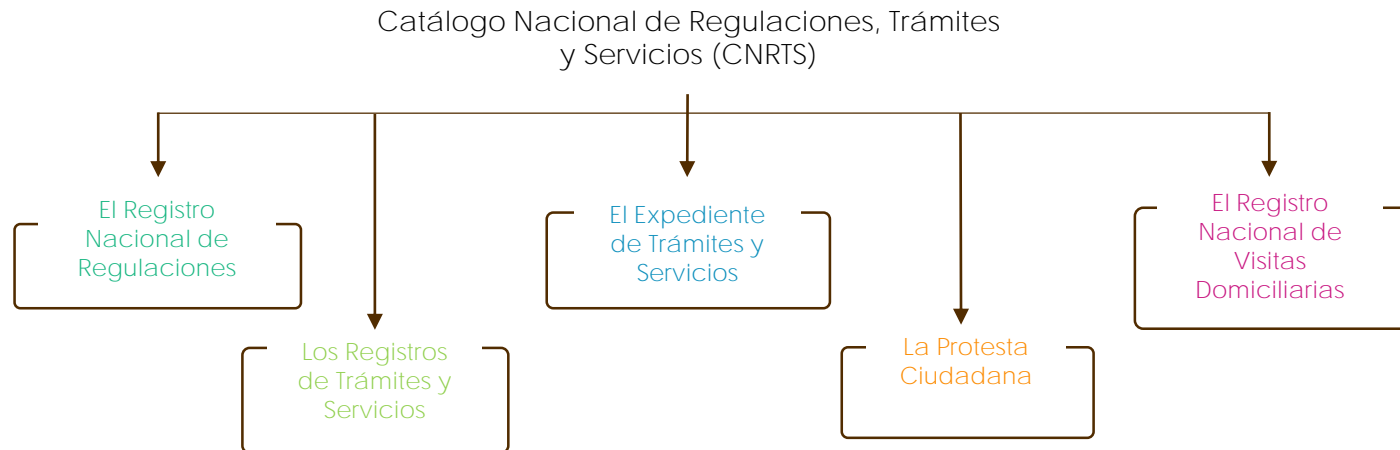 Catálogo Nacional de Regulaciones, Trámites
y Servicios (CNRTS)
El Registro
Nacional de
Regulaciones
Los Registros
de Trámites y
Servicios
El Expediente
de Trámites y
Servicios
La Protesta
Ciudadana
El Registro
Nacional de
Visitas
Domiciliarias